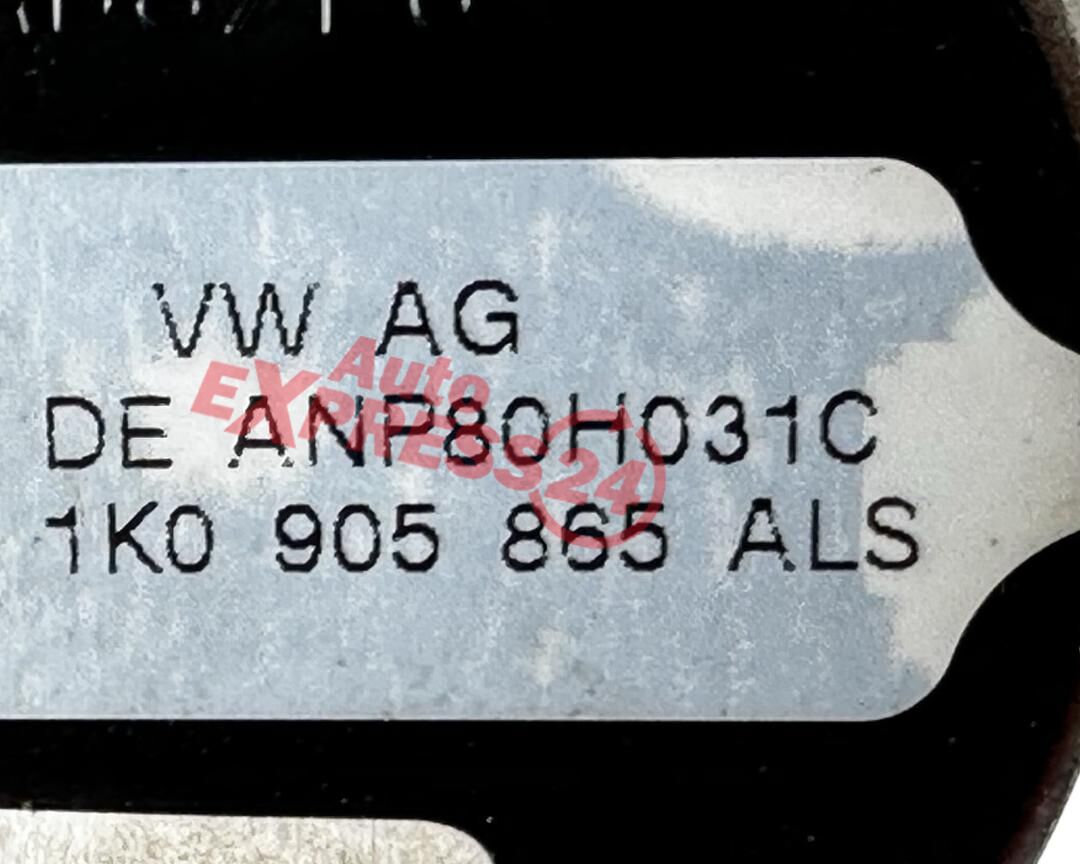 VW AG
Auto
EXPRESS24
DE ANP80H031C
1K0 905 865 ALS